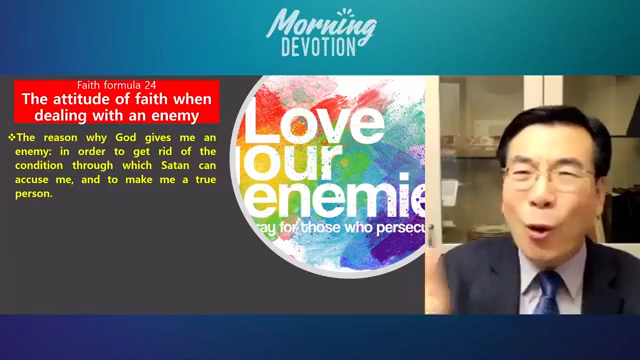 Morning
DEVOTION
Faith formula 24
The attitude of faith when
dealing with an enemy
❖The reason why God gives me an
enemy: in order to get rid of the
condition through which Satan can
accuse me, and to make me a true
person.
Love
our
enemie
ray for those who persecu